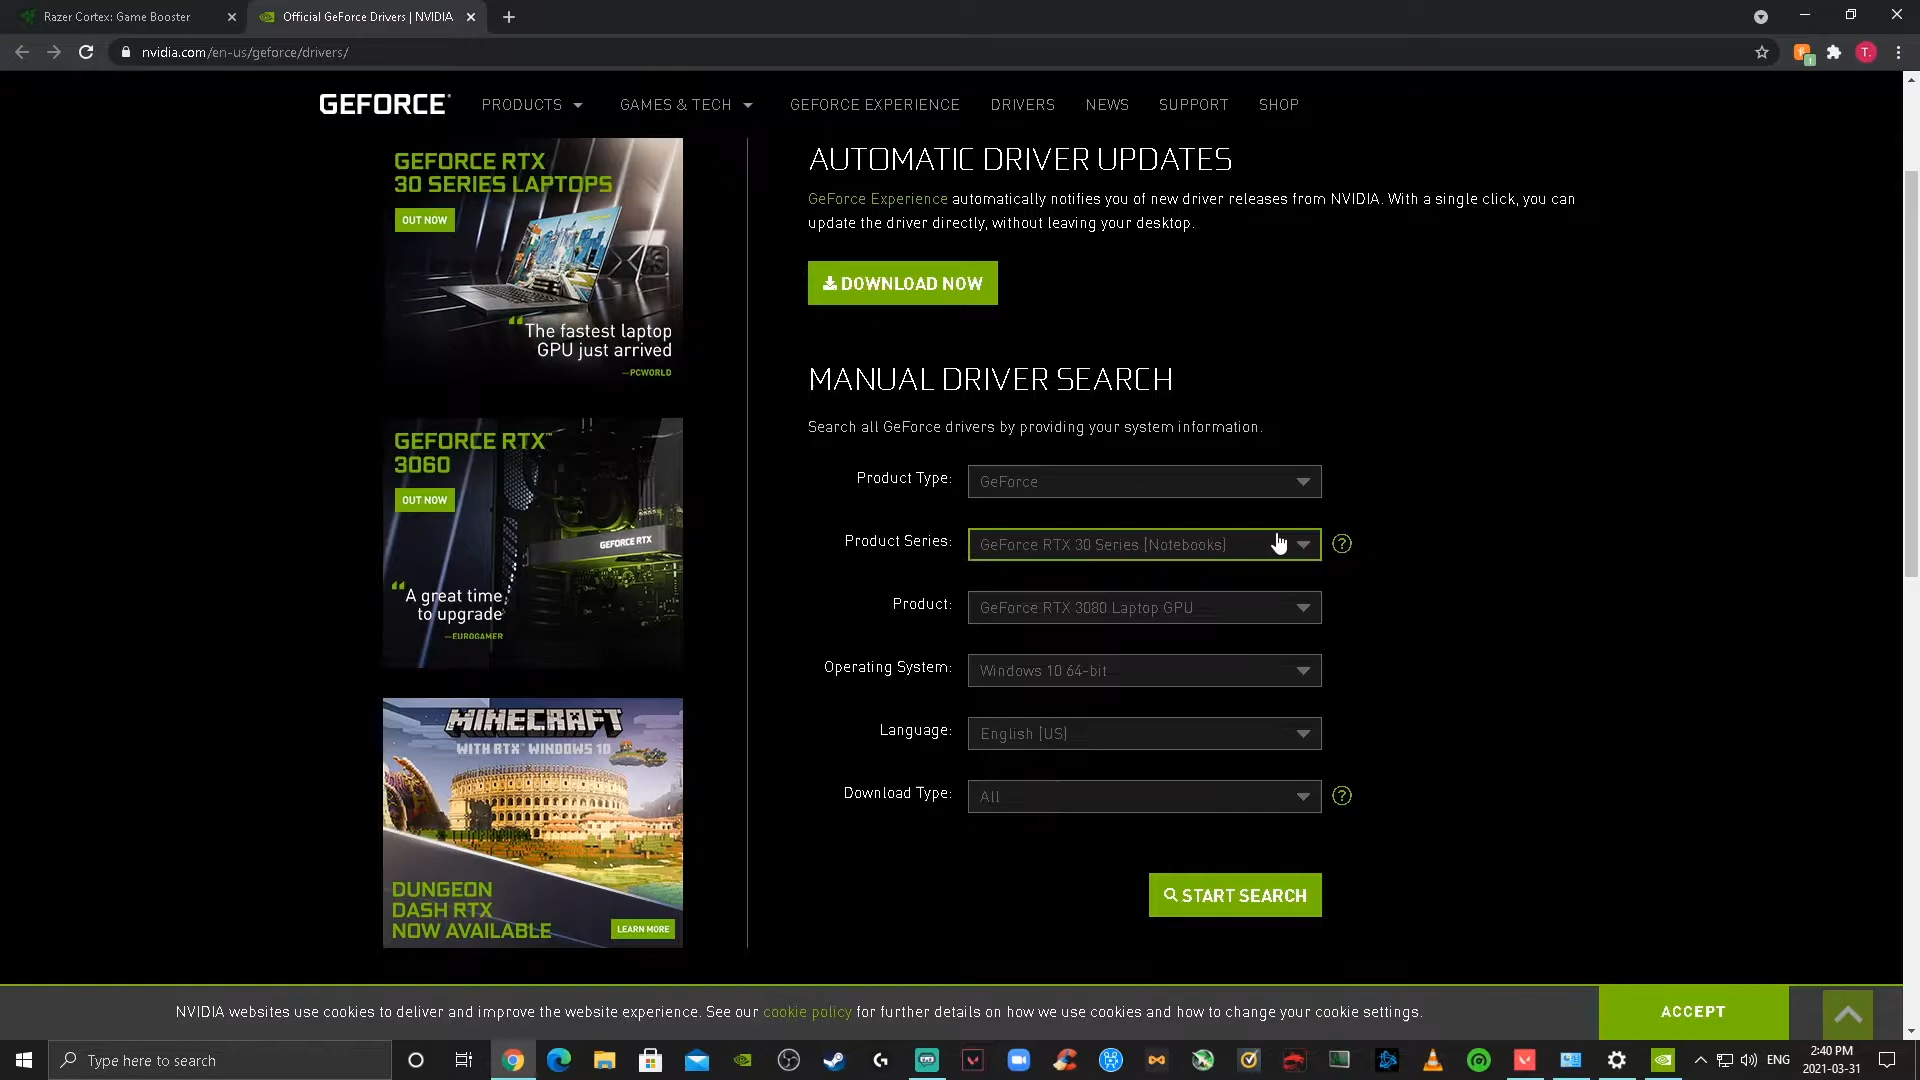 Razer Cortex: Game Booster
Official GeForce Drivers | NVIDIA
nvidia.com/en-us/geforce/drivers/
T.
GEFORCE
PRODUCTS
GAMES & TECH
GEFORCE EXPERIENCE
DRIVERS
NEWS
SUPPORT
SHOP
GEFORCE RTX
30 SERIES LAPTOPS
OUT NOW
“The fastest laptop
GPU just arrived
—PCWORLD
GEFORCE RTX™
3060
OUT NOW
GEFORCE RTX
“A great time
to upgrade
—EUROGAMER
MINECRAFT
WITH RTX WINDOWS 10
DUNGEON
DASH RTX
NOW AVAILABLE
LEARN MORE
AUTOMATIC DRIVER UPDATES
GeForce Experience automatically notifies you of new driver releases from NVIDIA. With a single click, you can
update the driver directly, without leaving your desktop.
DOWNLOAD NOW
MANUAL DRIVER SEARCH
Search all GeForce drivers by providing your system information.
Product Type: GeForce
Product Series: GeForce RTX 30 Series (Notebooks) ?
Product: GeForce RTX 3080 Laptop GPU
Operating System: Windows 10 64-bit
Language: English (US)
Download Type: All ?
START SEARCH
NVIDIA websites use cookies to deliver and improve the website experience. See our cookie policy for further details on how we use cookies and how to change your cookie settings.
ACCEPT
Type here to search
ENG
2:40 PM
2021-03-31